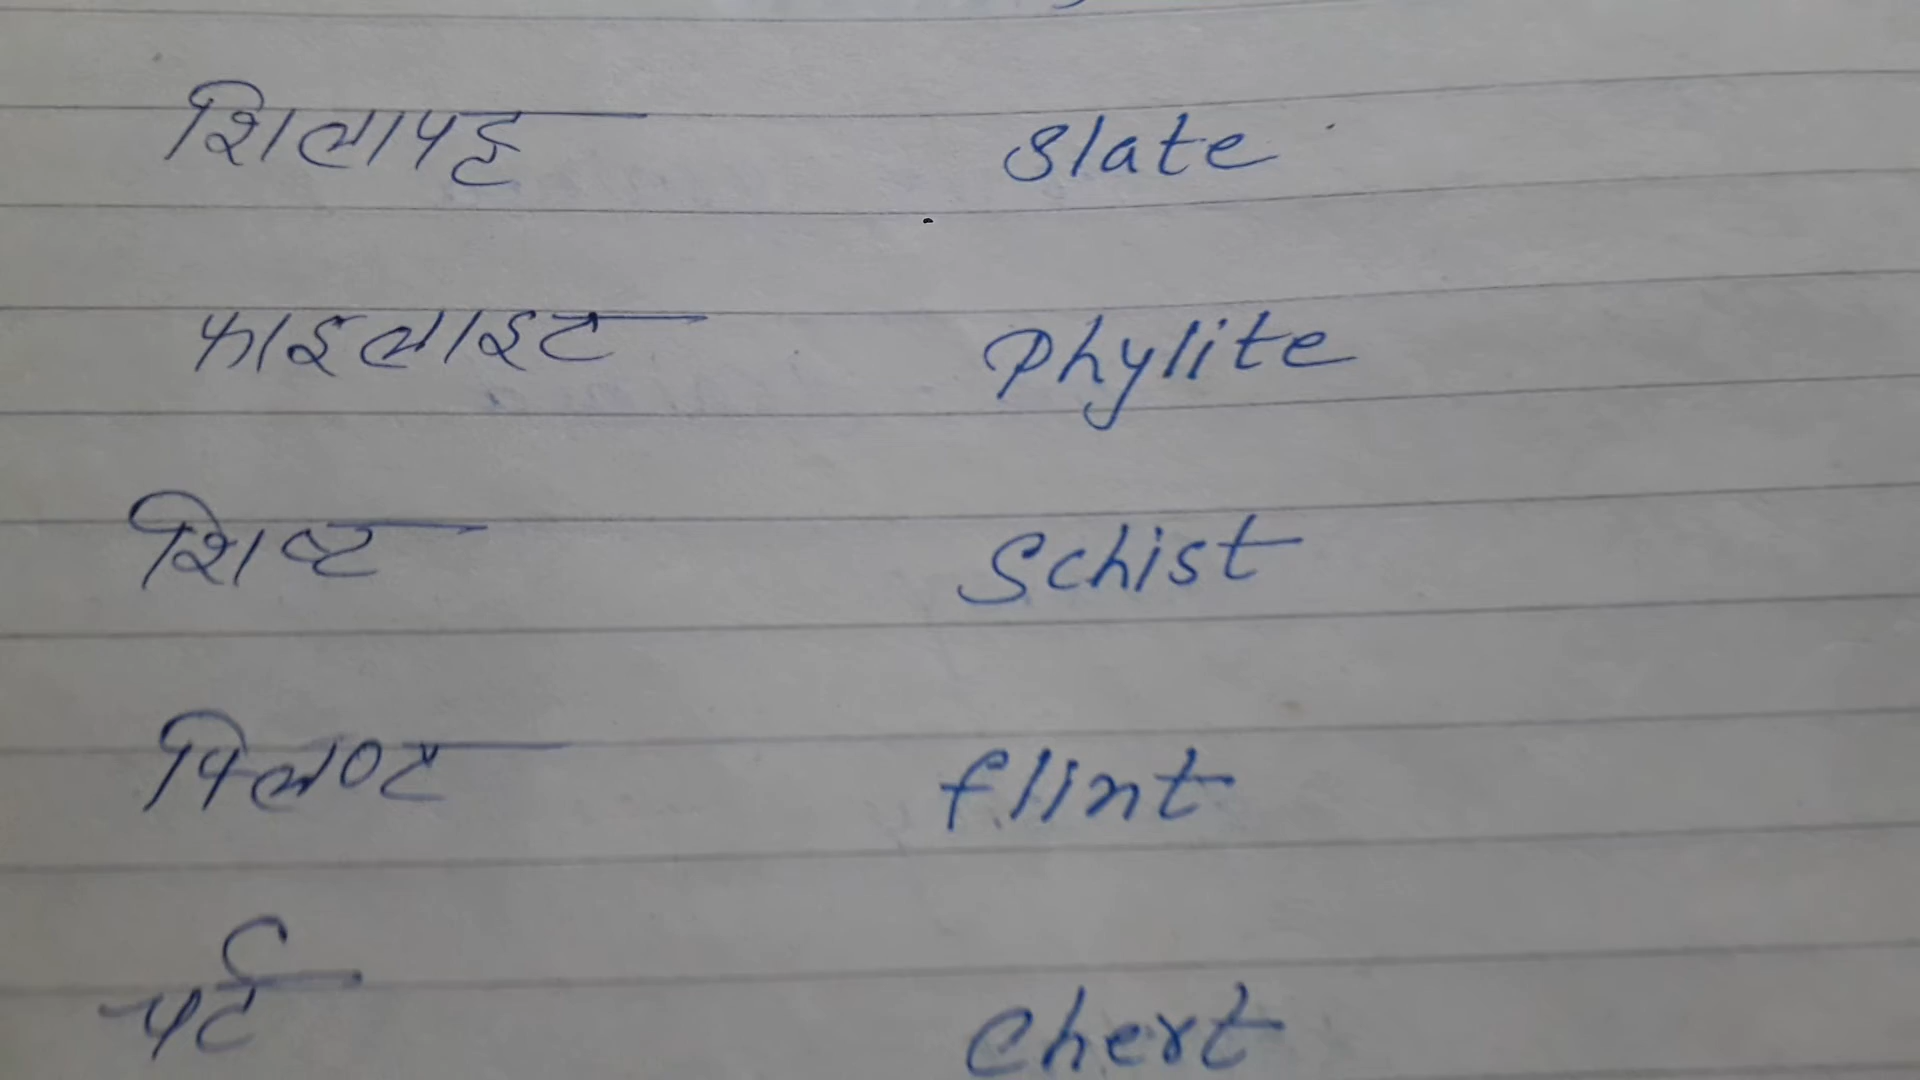 शिलापट्ट Slate
फाइलाइट Phylite
शिष्ट Schist
फ्लिण्ट flint
चर्ट Chert